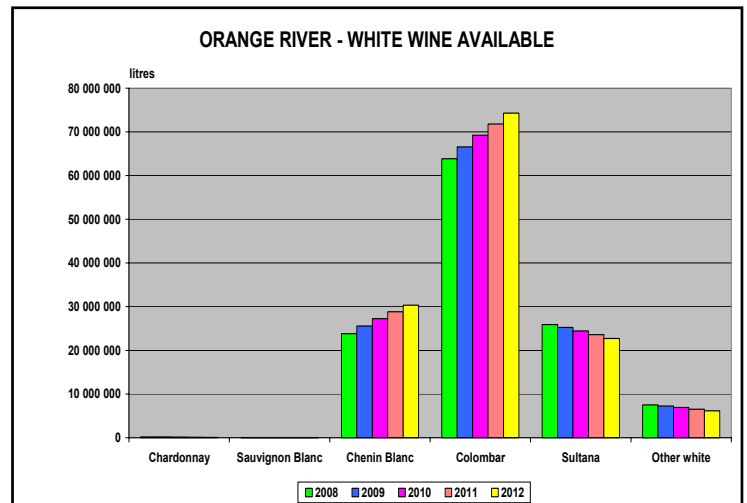 ORANGE RIVER - WHITE WINE AVAILABLE
litres
80 000 000
70 000 000
60 000 000
50 000 000
40 000 000
30 000 000
20 000 000
10 000 000
0
Chardonnay Sauvignon Blanc Chenin Blanc Colombar Sultana Other white
2008 2009 2010 2011 2012